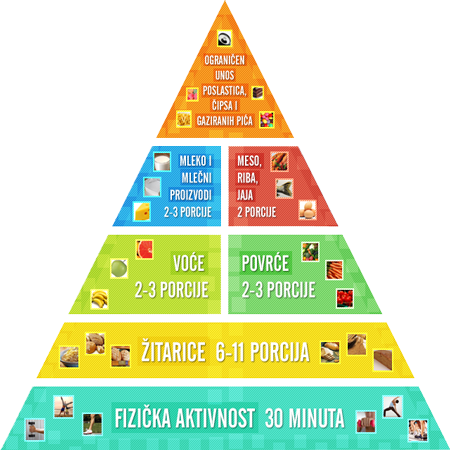 OGRANIČEN
UNOS
POSLASTICA,
ČIPSA I
GAZIRANIH PIĆA
MLEKO I
MLEČNI
PROIZVODI
2-3 PORCIJE
MESO,
RIBA,
JAJA
2 PORCIJE
VOĆE
2-3 PORCIJE
POVRĆE
2-3 PORCIJE
ŽITARICE 6-11 PORCIJA
FIZIČKA AKTIVNOST 30 MINUTA